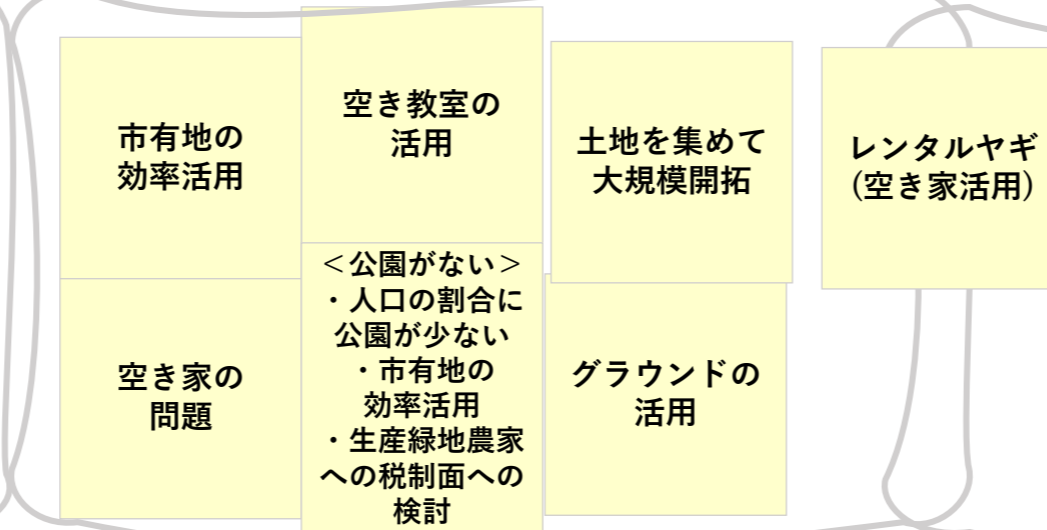 市有地の
効率活用
空き教室の
活用
土地を集めて
大規模開拓
レンタルヤギ
(空き家活用)
空き家の
問題
＜公園がない＞
・人口の割合に
公園が少ない
・市有地の
効率活用
・生産緑地農家
への税制面への
検討
グラウンドの
活用